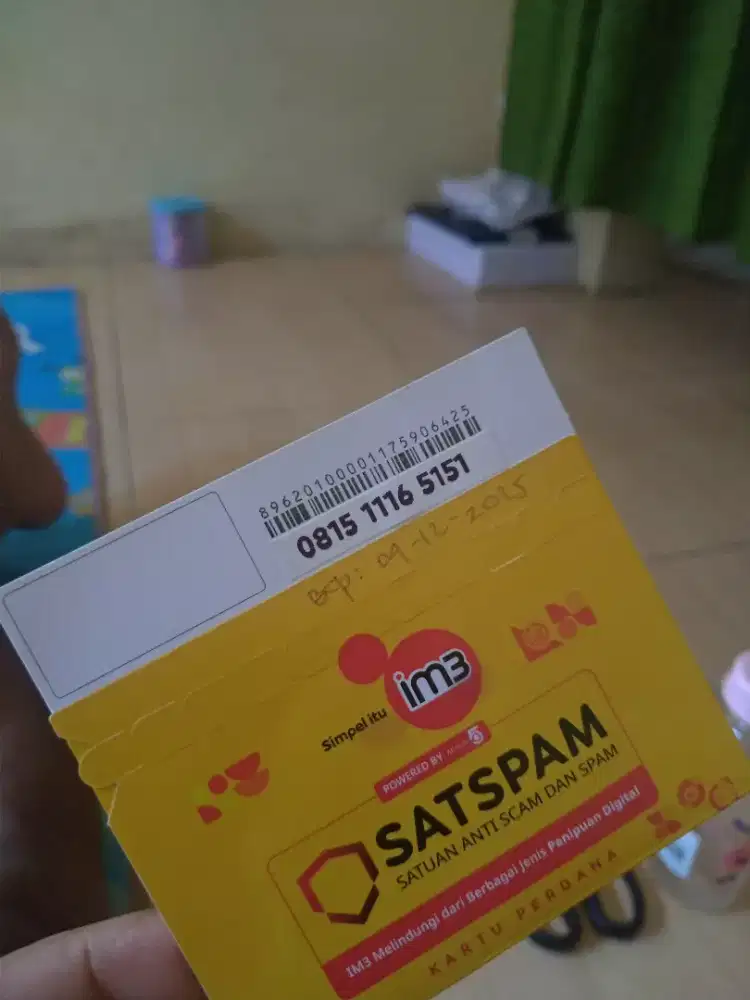 89620100001175906425
0815 1116 5151
Exp: 09-12-2025
im3
Simpel itu
POWERED BY
SATSPAM
SATUAN ANTI SCAM DAN SPAM
IM3 Melindungi dari Berbagai Jenis Penipuan Digital
KARTU PERDANA